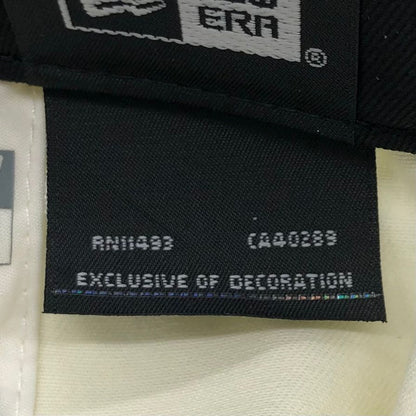 ERA
®
RN11493 CA40289
EXCLUSIVE OF DECORATION